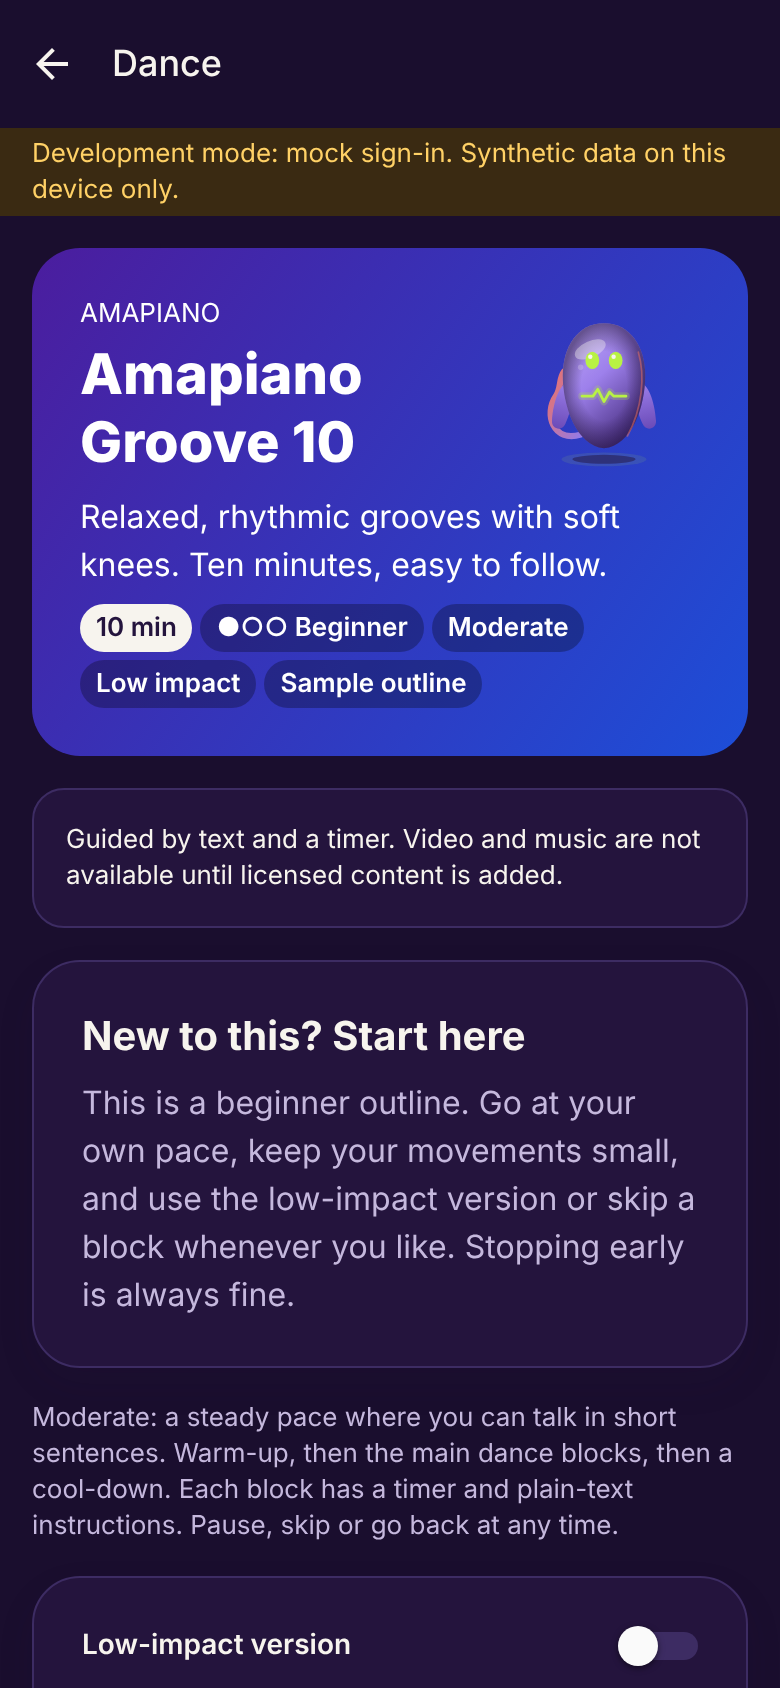 Dance
Development mode: mock sign-in. Synthetic data on this
device only.
AMAPIANO
Amapiano
Groove 10
Relaxed, rhythmic grooves with soft
knees. Ten minutes, easy to follow.
10 min ●○○ Beginner Moderate
Low impact Sample outline
Guided by text and a timer. Video and music are not
available until licensed content is added.
New to this? Start here
This is a beginner outline. Go at your
own pace, keep your movements small,
and use the low-impact version or skip a
block whenever you like. Stopping early
is always fine.
Moderate: a steady pace where you can talk in short
sentences. Warm-up, then the main dance blocks, then a
cool-down. Each block has a timer and plain-text
instructions. Pause, skip or go back at any time.
Low-impact version